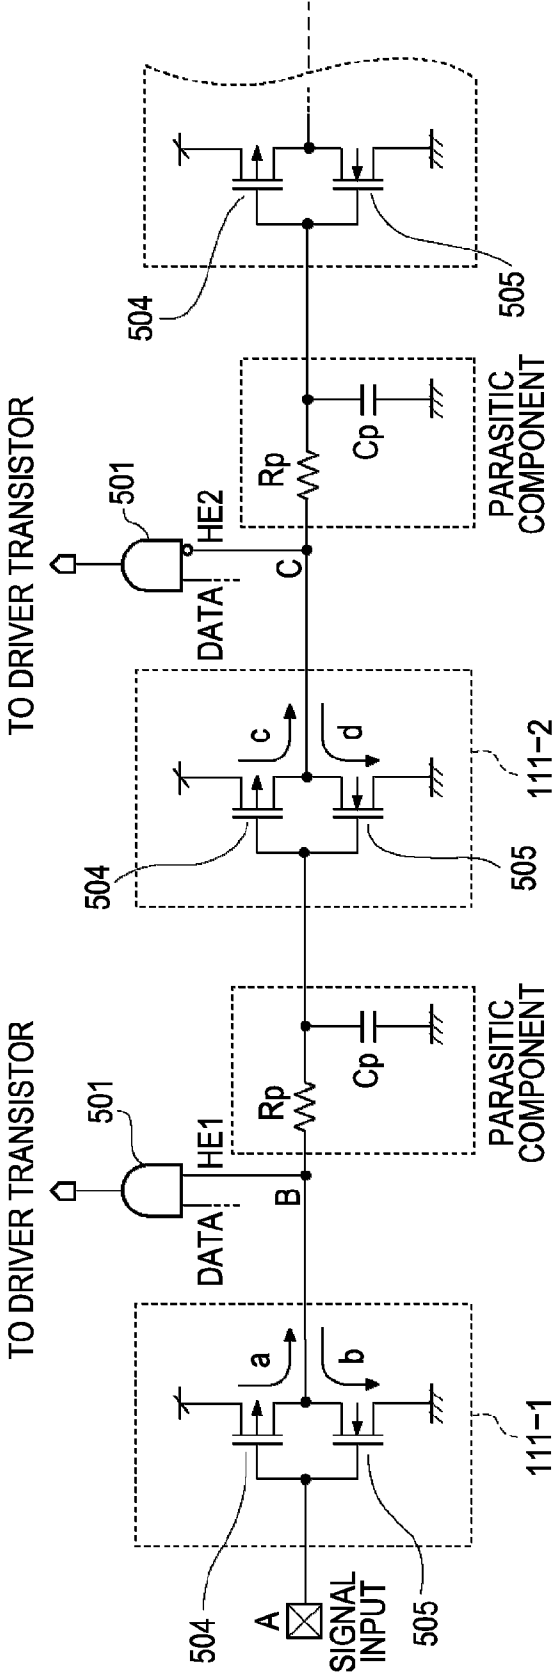 TO DRIVER TRANSISTOR
TO DRIVER TRANSISTOR
501
501
DATA
HE1
DATA
HE2
504
504
504
A
SIGNAL
INPUT
a
b
B
Rp
Cp
c
d
C
Rp
Cp
505
505
505
111-1
PARASITIC
COMPONENT
111-2
PARASITIC
COMPONENT